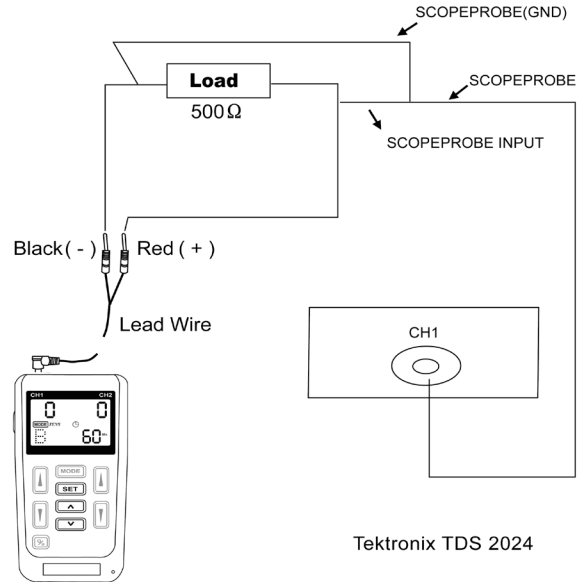 SCOPEPROBE(GND)
SCOPEPROBE
Load
500Ω
SCOPEPROBE INPUT
Black( - ) Red ( + )
Lead Wire
CH1
CH1 CH2
0 0
MODE
B 60
MODE
SET
Tektronix TDS 2024